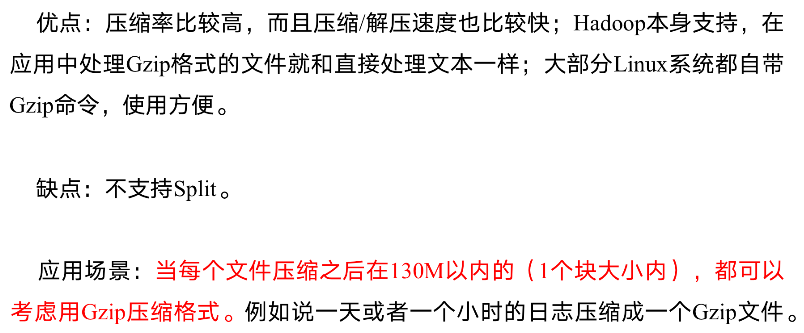 优点：压缩率比较高，而且压缩/解压速度也比较快；Hadoop本身支持，在
应用中处理Gzip格式的文件就和直接处理文本一样；大部分Linux系统都自带
Gzip命令，使用方便。
缺点：不支持Split。
应用场景：当每个文件压缩之后在130M以内的（1个块大小内），都可以
考虑用Gzip压缩格式。例如说一天或者一个小时的日志压缩成一个Gzip文件。